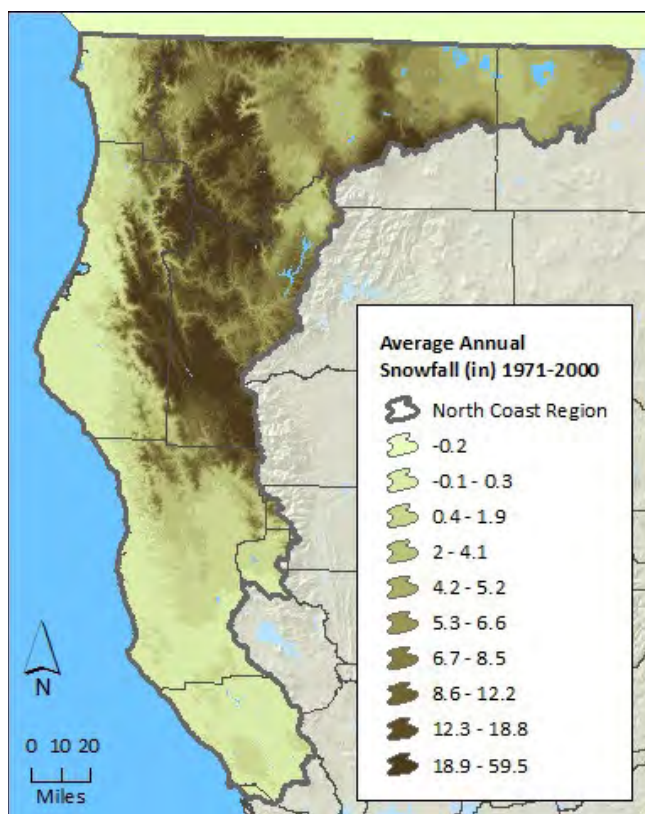 Average Annual
Snowfall (in) 1971-2000
North Coast Region
-0.2
-0.1 - 0.3
0.4 - 1.9
2 - 4.1
4.2 - 5.2
5.3 - 6.6
6.7 - 8.5
8.6 - 12.2
12.3 - 18.8
18.9 - 59.5
N
0 10 20
Miles